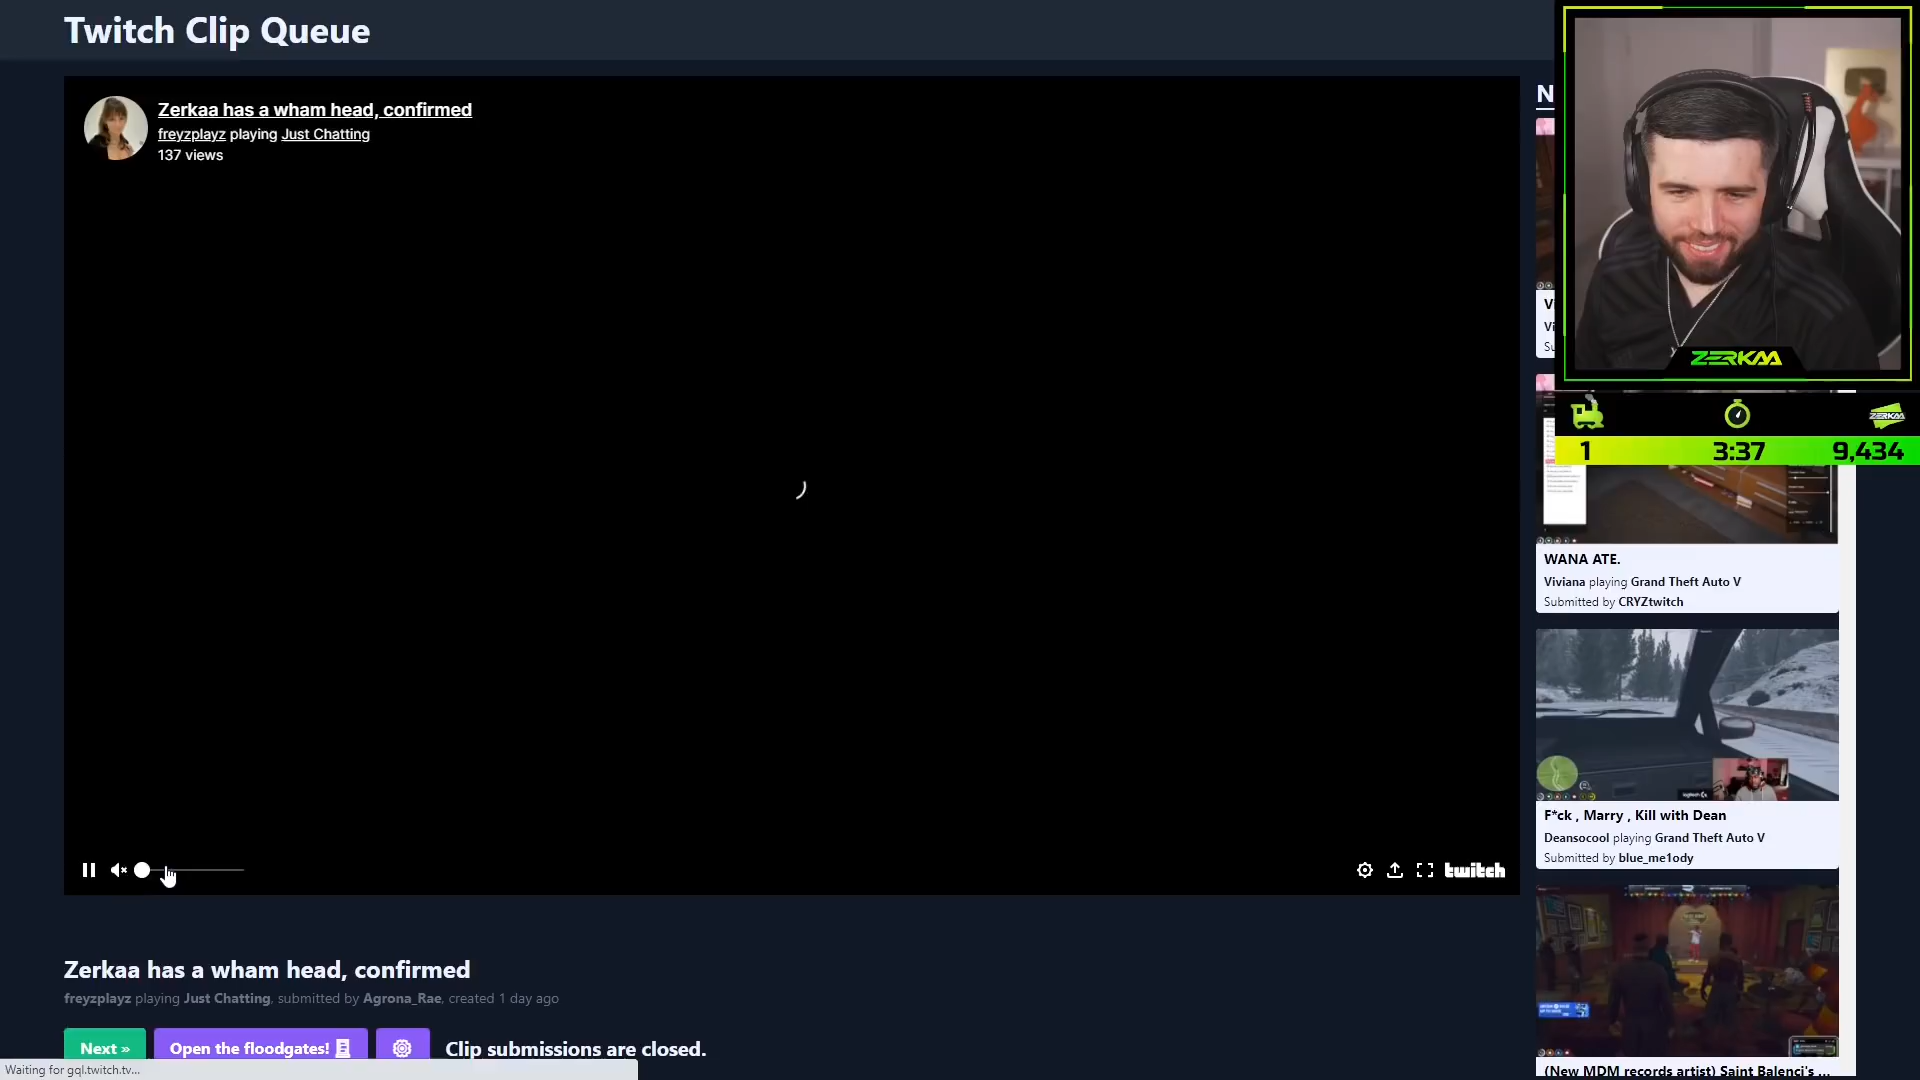 Twitch Clip Queue
Zerkaa has a wham head, confirmed
freyzplayz playing Just Chatting
137 views
twitch
Zerkaa has a wham head, confirmed
freyzplayz playing Just Chatting, submitted by Agrona_Rae, created 1 day ago
Next »
Open the floodgates!
Clip submissions are closed.
Waiting for gql.twitch.tv...
N
V
Vi
Su
ZERKAA
ZERKAA
1
3:37
9,434
WANA ATE.
Viviana playing Grand Theft Auto V
Submitted by CRYZtwitch
F*ck , Marry , Kill with Dean
Deansocool playing Grand Theft Auto V
Submitted by blue_me1ody
(New MDM records artist) Saint Balenci's ...